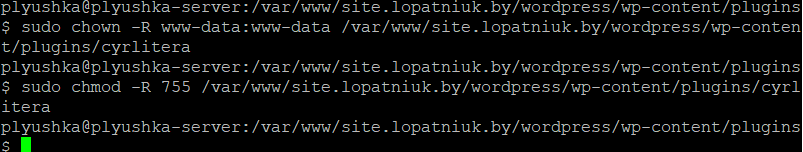 plyushka@plyushka-server:/var/www/site.lopatniuk.by/wordpress/wp-content/plugins
$ sudo chown -R www-data:www-data /var/www/site.lopatniuk.by/wordpress/wp-conten
t/plugins/cyrlitera
plyushka@plyushka-server:/var/www/site.lopatniuk.by/wordpress/wp-content/plugins
$ sudo chmod -R 755 /var/www/site.lopatniuk.by/wordpress/wp-content/plugins/cyrl
itera
plyushka@plyushka-server:/var/www/site.lopatniuk.by/wordpress/wp-content/plugins
$